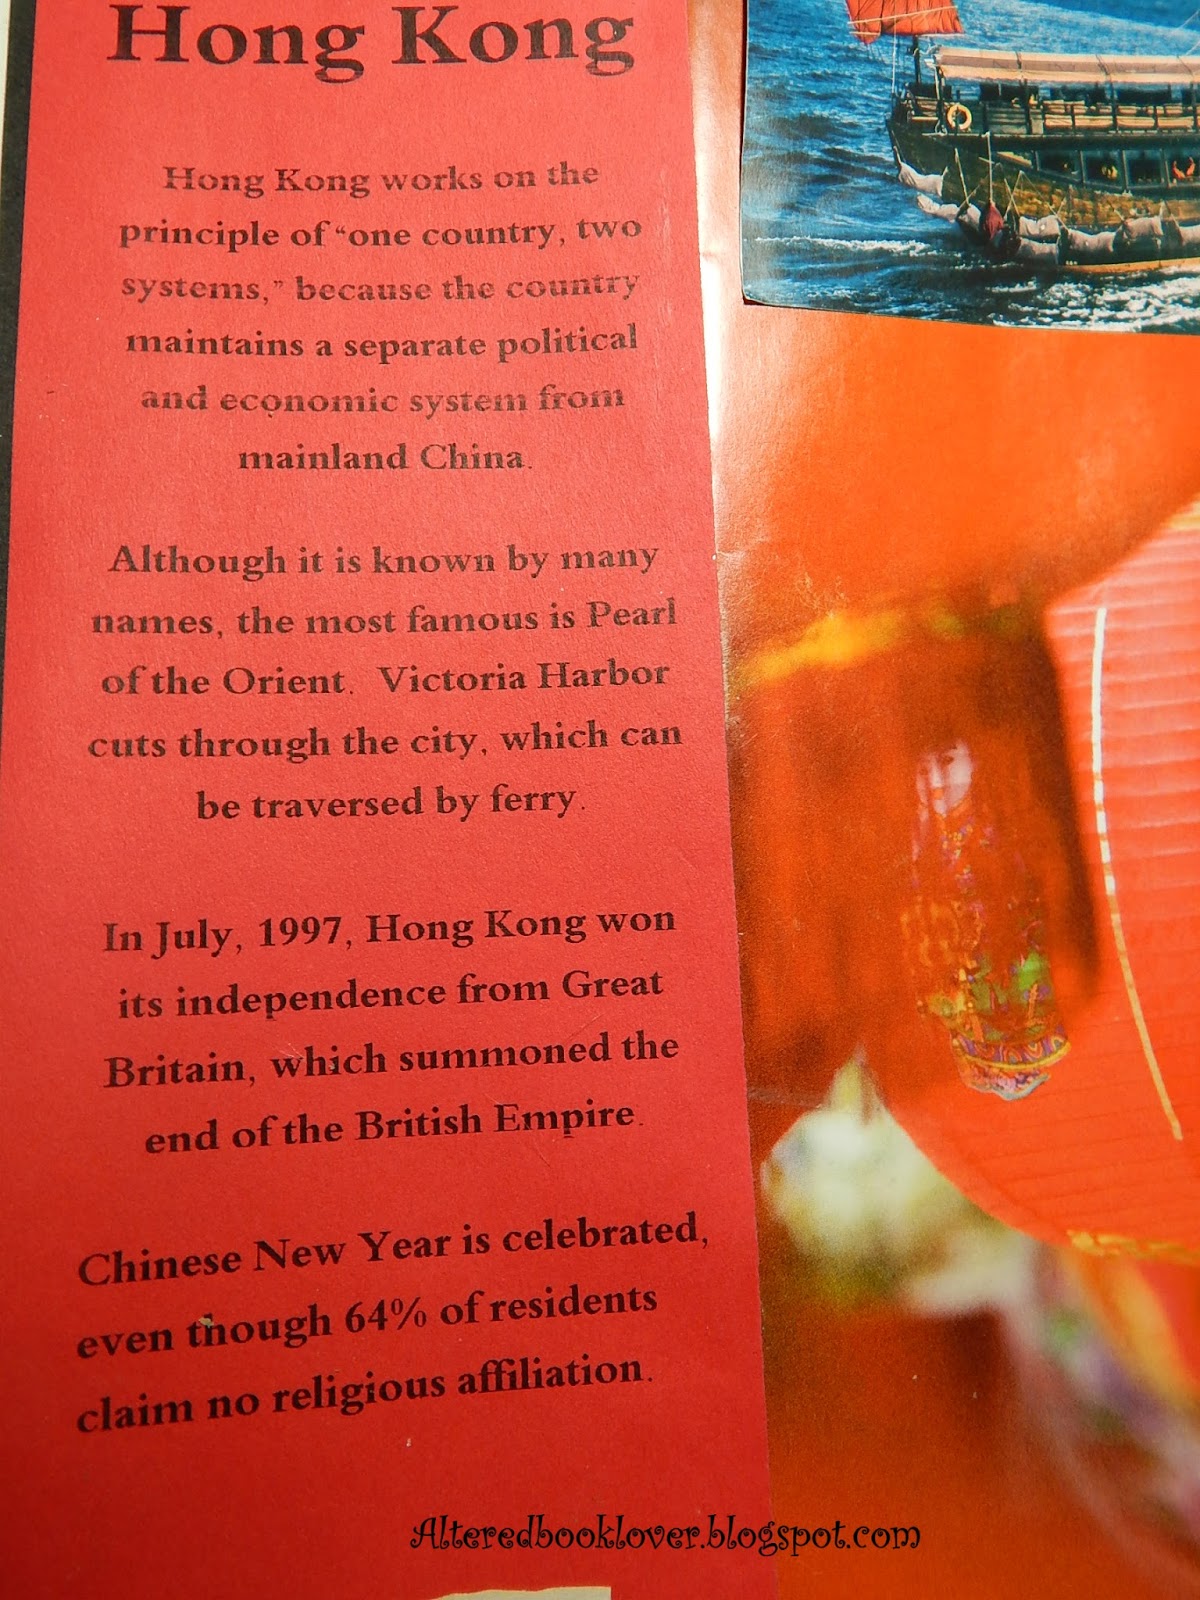 Hong Kong
Hong Kong works on the
principle of “one country, two
systems,” because the country
maintains a separate political
and economic system from
mainland China.
Although it is known by many
names, the most famous is Pearl
of the Orient. Victoria Harbor
cuts through the city, which can
be traversed by ferry.
In July, 1997, Hong Kong won
its independence from Great
Britain, which summoned the
end of the British Empire.
Chinese New Year is celebrated,
even though 64% of residents
claim no religious affiliation.
Alteredbooklover.blogspot.com